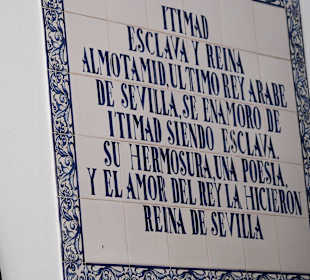 ITIMAD
ESCLAVA Y REINA
ALMOTAMID,ULTIMO REY ARABE
DE SEVILLA,SE ENAMORO DE
ITIMAD SIENDO ESCLAVA.
SU HERMOSURA,UNA POESIA,
Y EL AMOR DEL REY LA HICIERON
REINA DE SEVILLA